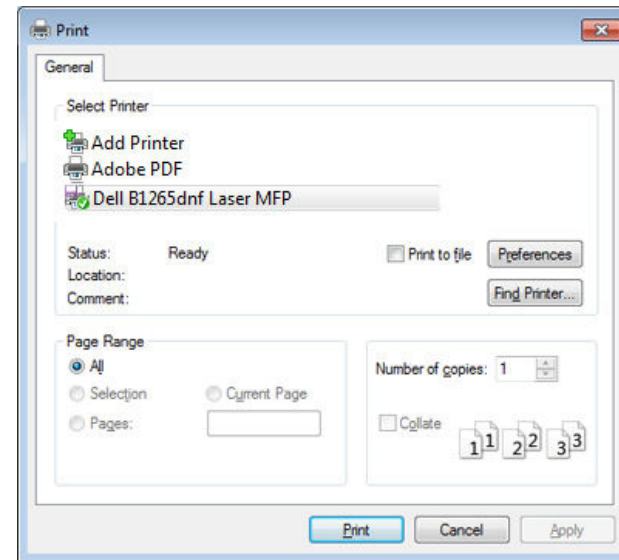 Print
General
Select Printer
Add Printer
Adobe PDF
Dell B1265dnf Laser MFP
Status: Ready
Location:
Comment:
Print to file
Preferences
Find Printer...
Page Range
All
Selection
Current Page
Pages:
Number of copies: 1
Collate
1 1 2 2 3 3
Print Cancel Apply